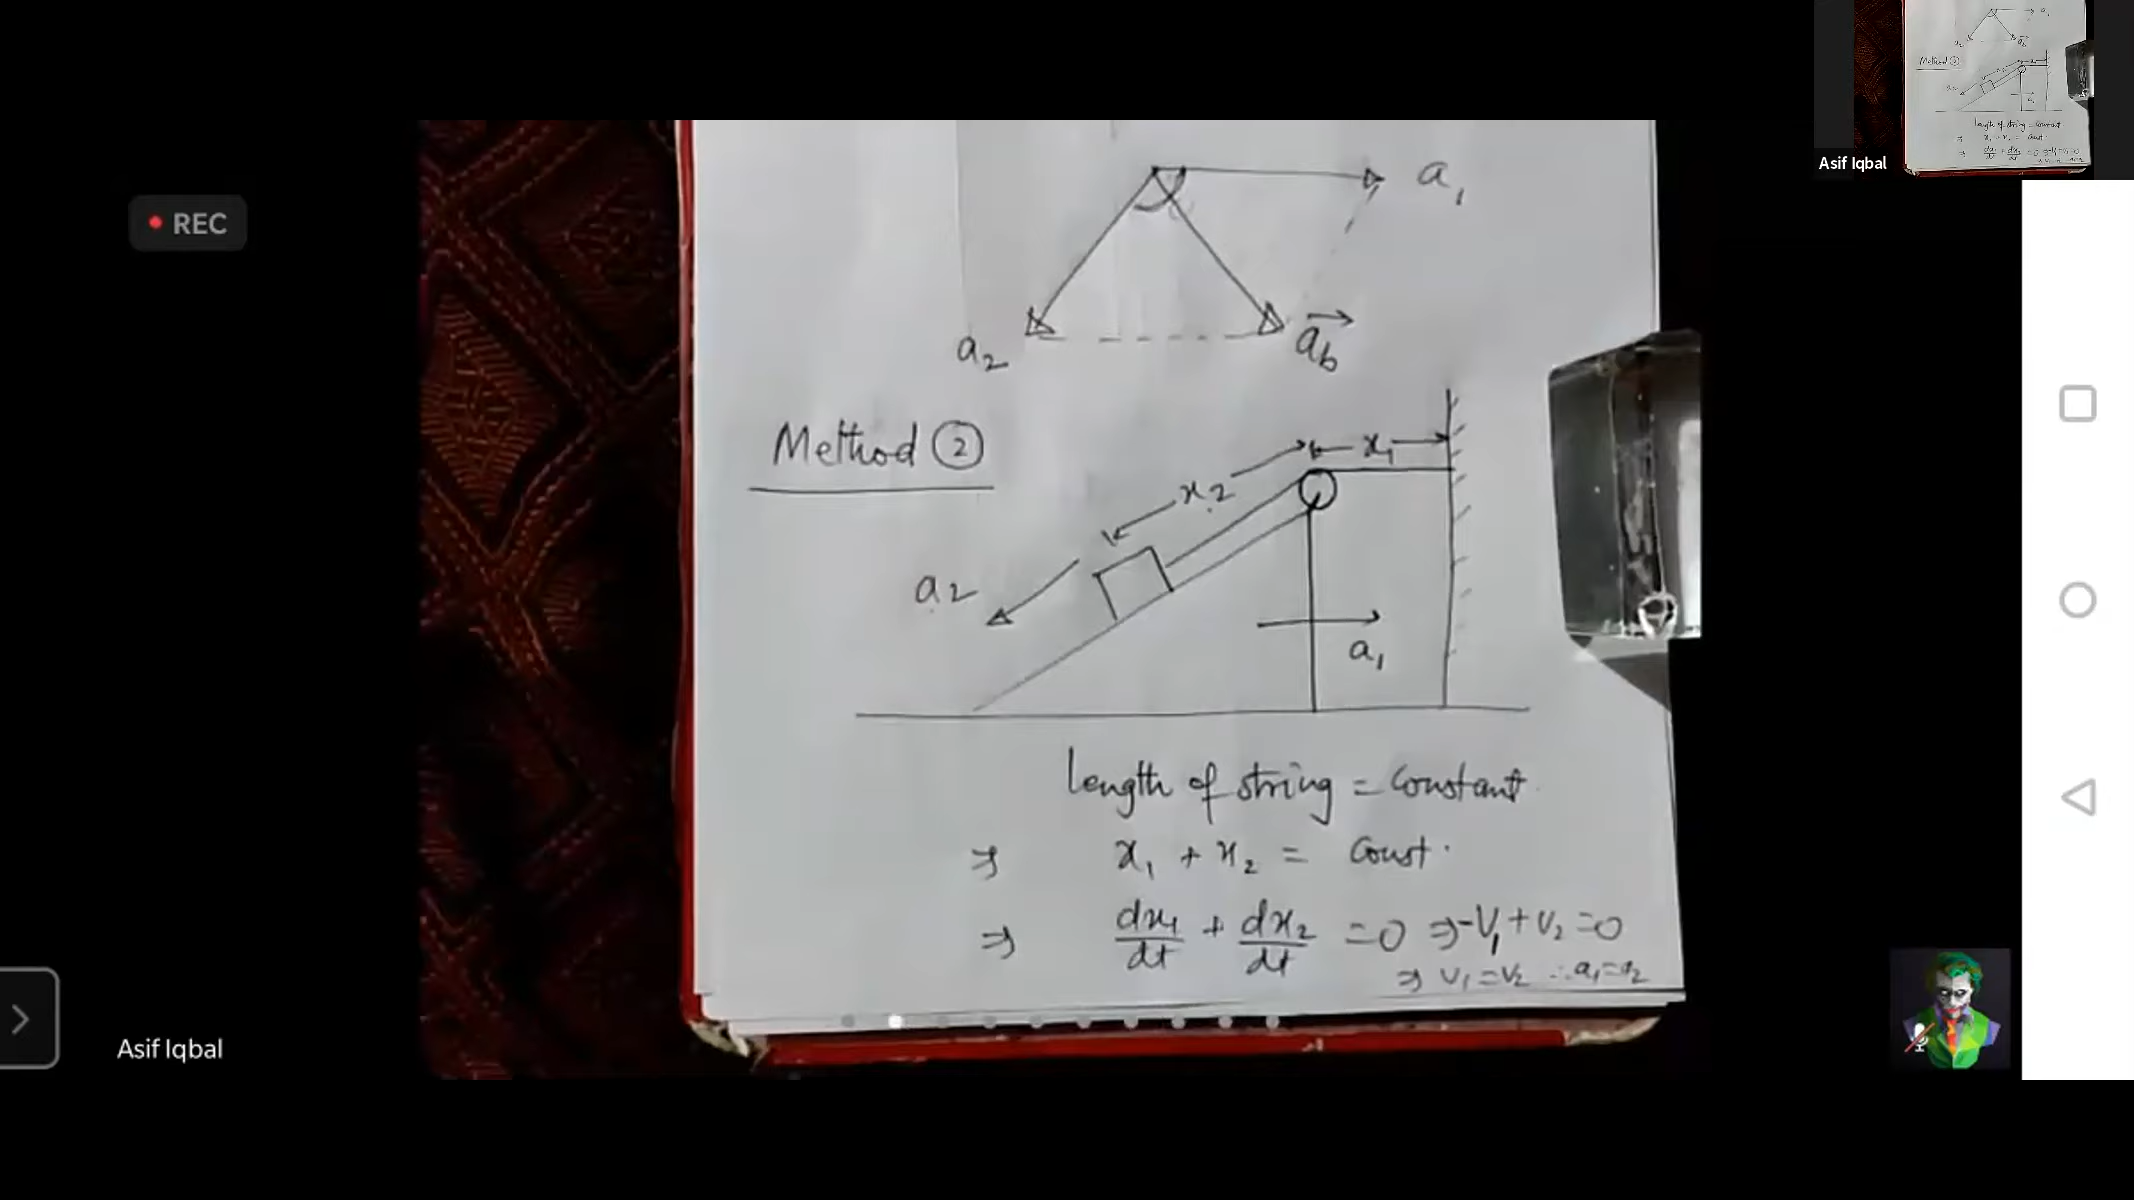 Asif Iqbal
REC
a₁
a₂
→ab
Method ②
x₁
x₂
a₂
a₁
length of string = Constant
⇒ x₁ + x₂ = Const.
⇒ dx₁/dt + dx₂/dt = 0 ⇒ -V₁ + V₂ = 0
⇒ V₁ = V₂ ∴ a₁ = a₂
Asif Iqbal